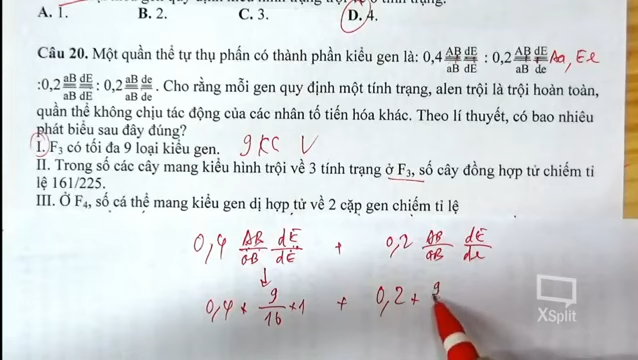 A. 1. B. 2. C. 3. D. 4.
Câu 20. Một quần thể tự thụ phấn có thành phần kiểu gen là: 0,4 AB/aB dE/dE : 0,2 AB/aB dE/de Aa, Ee
:0,2 aB/aB dE/dE : 0,2 aB/aB de/de . Cho rằng mỗi gen quy định một tính trạng, alen trội là trội hoàn toàn,
quần thể không chịu tác động của các nhân tố tiến hóa khác. Theo lí thuyết, có bao nhiêu
phát biểu sau đây đúng?
I. F3 có tối đa 9 loại kiểu gen. 9 KG V
II. Trong số các cây mang kiểu hình trội về 3 tính trạng ở F3, số cây đồng hợp tử chiếm tỉ
lệ 161/225.
III. Ở F4, số cá thể mang kiểu gen dị hợp tử về 2 cặp gen chiếm tỉ lệ
0,4 AB/aB dE/dE + 0,2 AB/aB dE/de
0,4 × 9/16 × 1 + 0,2 × 9
XSplit